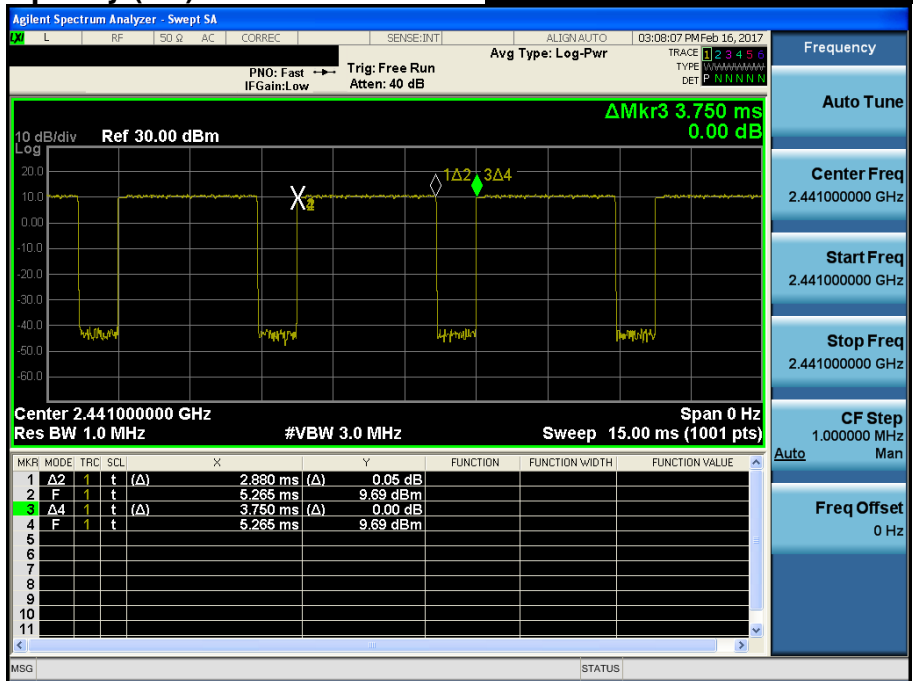 Agilent Spectrum Analyzer - Swept SA
LXI L RF 50 Ω AC CORREC SENSE:INT ALIGN AUTO 03:08:07 PM Feb 16, 2017
Avg Type: Log-Pwr
TRACE 1 2 3 4 5 6
TYPE
DET P N N N N N
PNO: Fast
IFGain:Low
Trig: Free Run
Atten: 40 dB
ΔMkr3 3.750 ms
0.00 dB
10 dB/div Ref 30.00 dBm
Log
20.0
10.0
0.00
-10.0
-20.0
-30.0
-40.0
-50.0
-60.0
1Δ2 3Δ4
Center 2.441000000 GHz Span 0 Hz
Res BW 1.0 MHz #VBW 3.0 MHz Sweep 15.00 ms (1001 pts)
MKR MODE TRC SCL X Y FUNCTION FUNCTION WIDTH FUNCTION VALUE
1 Δ2 1 t (Δ) 2.880 ms (Δ) 0.05 dB
2 F 1 t 5.265 ms 9.69 dBm
3 Δ4 1 t (Δ) 3.750 ms (Δ) 0.00 dB
4 F 1 t 5.265 ms 9.69 dBm
5
6
7
8
9
10
11
MSG STATUS
Frequency
Auto Tune
Center Freq
2.441000000 GHz
Start Freq
2.441000000 GHz
Stop Freq
2.441000000 GHz
CF Step
1.000000 MHz
Auto Man
Freq Offset
0 Hz